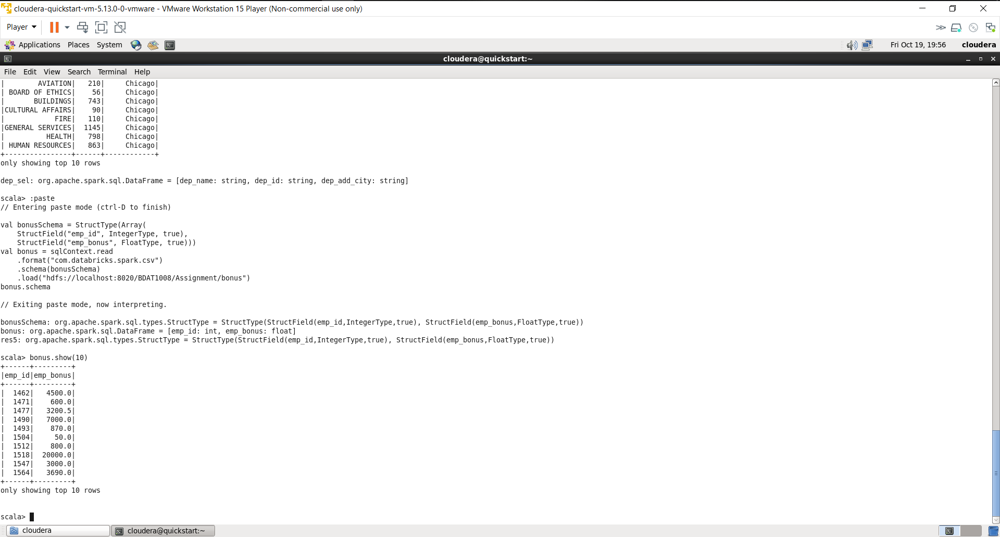 cloudera-quickstart-vm-5.13.0-0-vmware - VMware Workstation 15 Player (Non-commercial use only)
Player
Applications Places System Fri Oct 19, 19:56 cloudera
cloudera@quickstart:~
File Edit View Search Terminal Help
|        AVIATION|   210|     Chicago|
| BOARD OF ETHICS|    56|     Chicago|
|       BUILDINGS|   743|     Chicago|
|CULTURAL AFFAIRS|    90|     Chicago|
|            FIRE|   110|     Chicago|
|GENERAL SERVICES|  1145|     Chicago|
|          HEALTH|   798|     Chicago|
| HUMAN RESOURCES|   863|     Chicago|
+----------------+------+------------+
only showing top 10 rows
dep_sel: org.apache.spark.sql.DataFrame = [dep_name: string, dep_id: string, dep_add_city: string]
scala> :paste
// Entering paste mode (ctrl-D to finish)
val bonusSchema = StructType(Array(
    StructField("emp_id", IntegerType, true),
    StructField("emp_bonus", FloatType, true)))
val bonus = sqlContext.read
    .format("com.databricks.spark.csv")
    .schema(bonusSchema)
    .load("hdfs://localhost:8020/BDAT1008/Assignment/bonus")
bonus.schema
// Exiting paste mode, now interpreting.
bonusSchema: org.apache.spark.sql.types.StructType = StructType(StructField(emp_id,IntegerType,true), StructField(emp_bonus,FloatType,true))
bonus: org.apache.spark.sql.DataFrame = [emp_id: int, emp_bonus: float]
res5: org.apache.spark.sql.types.StructType = StructType(StructField(emp_id,IntegerType,true), StructField(emp_bonus,FloatType,true))
scala> bonus.show(10)
+------+---------+
|emp_id|emp_bonus|
+------+---------+
|  1462|   4500.0|
|  1471|    600.0|
|  1477|   3200.5|
|  1490|   7000.0|
|  1493|    870.0|
|  1504|     50.0|
|  1512|    800.0|
|  1518|  20000.0|
|  1547|   3000.0|
|  1564|   3690.0|
+------+---------+
only showing top 10 rows
scala>
cloudera cloudera@quickstart:~